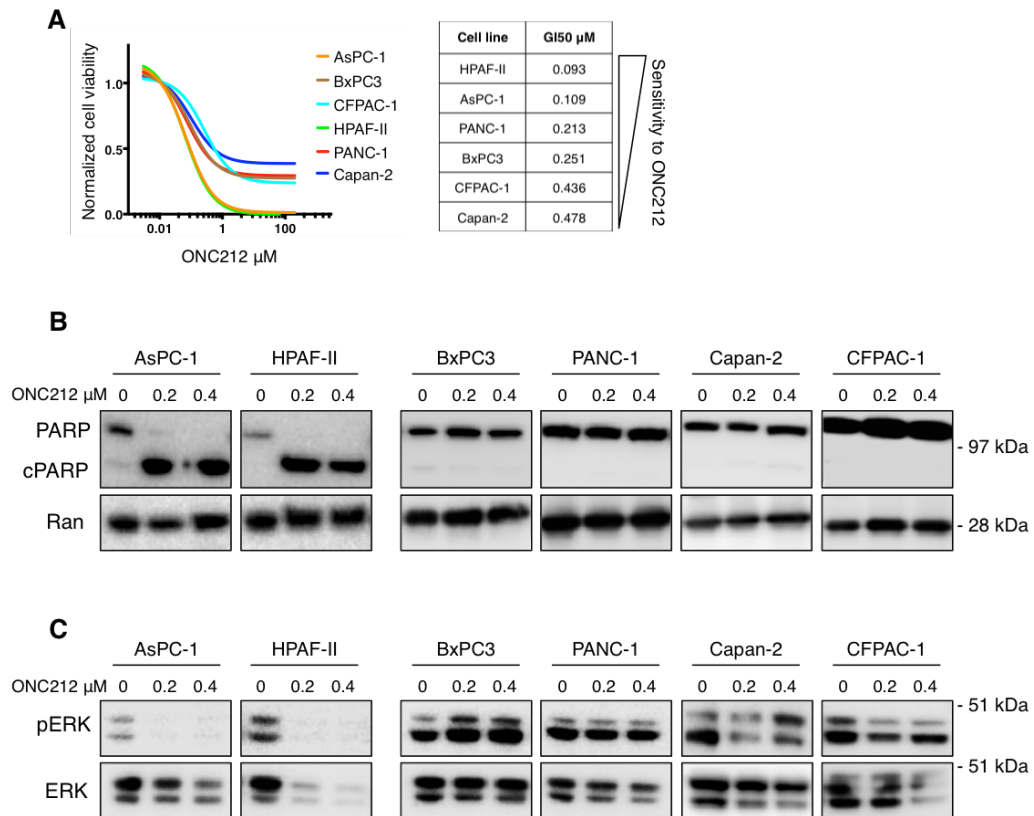 A
Normalized cell viability
1.0
0.5
0.0
0.01 1 100
ONC212 µM
AsPC-1
BxPC3
CFPAC-1
HPAF-II
PANC-1
Capan-2
Cell line GI50 µM
HPAF-II 0.093
AsPC-1 0.109
PANC-1 0.213
BxPC3 0.251
CFPAC-1 0.436
Capan-2 0.478
Sensitivity to ONC212
B
AsPC-1 HPAF-II BxPC3 PANC-1 Capan-2 CFPAC-1
ONC212 µM 0 0.2 0.4 0 0.2 0.4 0 0.2 0.4 0 0.2 0.4 0 0.2 0.4 0 0.2 0.4
PARP
- 97 kDa
cPARP
Ran - 28 kDa
C
AsPC-1 HPAF-II BxPC3 PANC-1 Capan-2 CFPAC-1
ONC212 µM 0 0.2 0.4 0 0.2 0.4 0 0.2 0.4 0 0.2 0.4 0 0.2 0.4 0 0.2 0.4
- 51 kDa
pERK
- 51 kDa
ERK